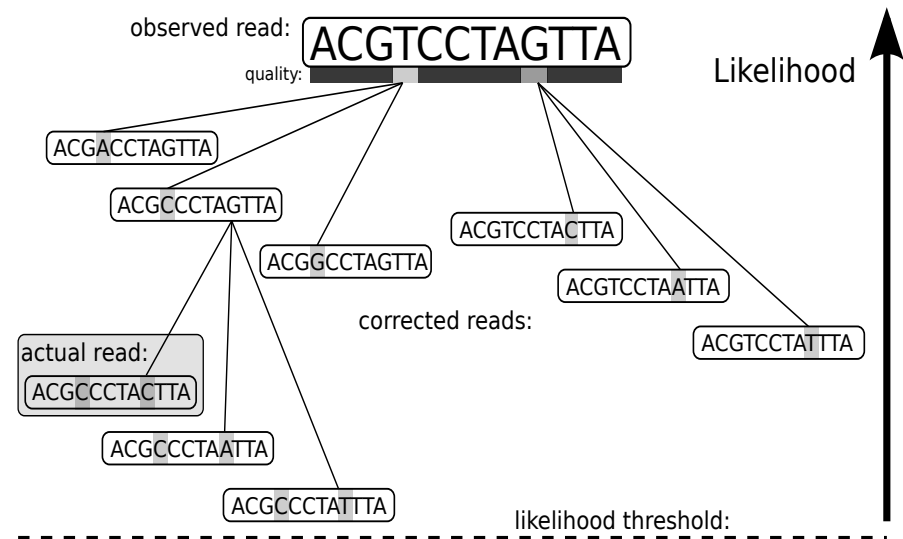 observed read:
ACGTCCTAGTTA
quality:
Likelihood
ACGACCTAGTTA
ACGCCCTAGTTA
ACGTCCTACTTA
ACGGCCTAGTTA
ACGTCCTAATTA
corrected reads:
ACGTCCTATTTA
actual read:
ACGCCCTACTTA
ACGCCCTAATTA
ACGCCCTATTTA
likelihood threshold: